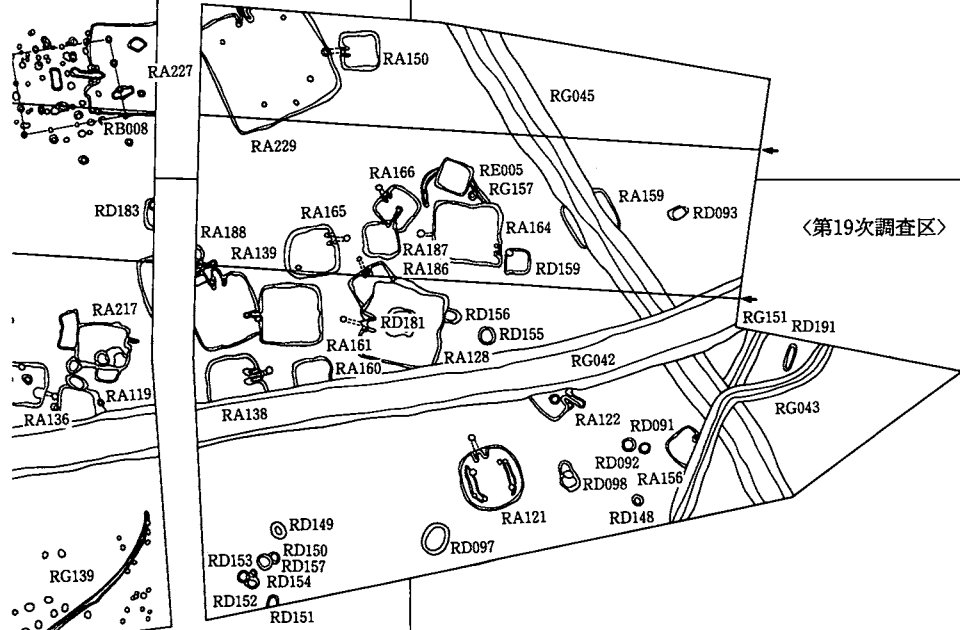 RA227
RA150
RB008
RA229
RG045
RA166
RE005
RG157
RA159
RD093
〈第19次調査区〉
RD183
RA188
RA165
RA139
RA187
RA164
RA186
RD159
RA217
RD181
RD156
RD155
RA161
RA128
RG151
RD191
RG042
RA160
RA119
RA136
RA138
RG043
RA122
RD091
RD092
RA156
RD098
RA121
RD148
RD097
RD149
RD150
RD153
RD157
RD154
RG139
RD152
RD151